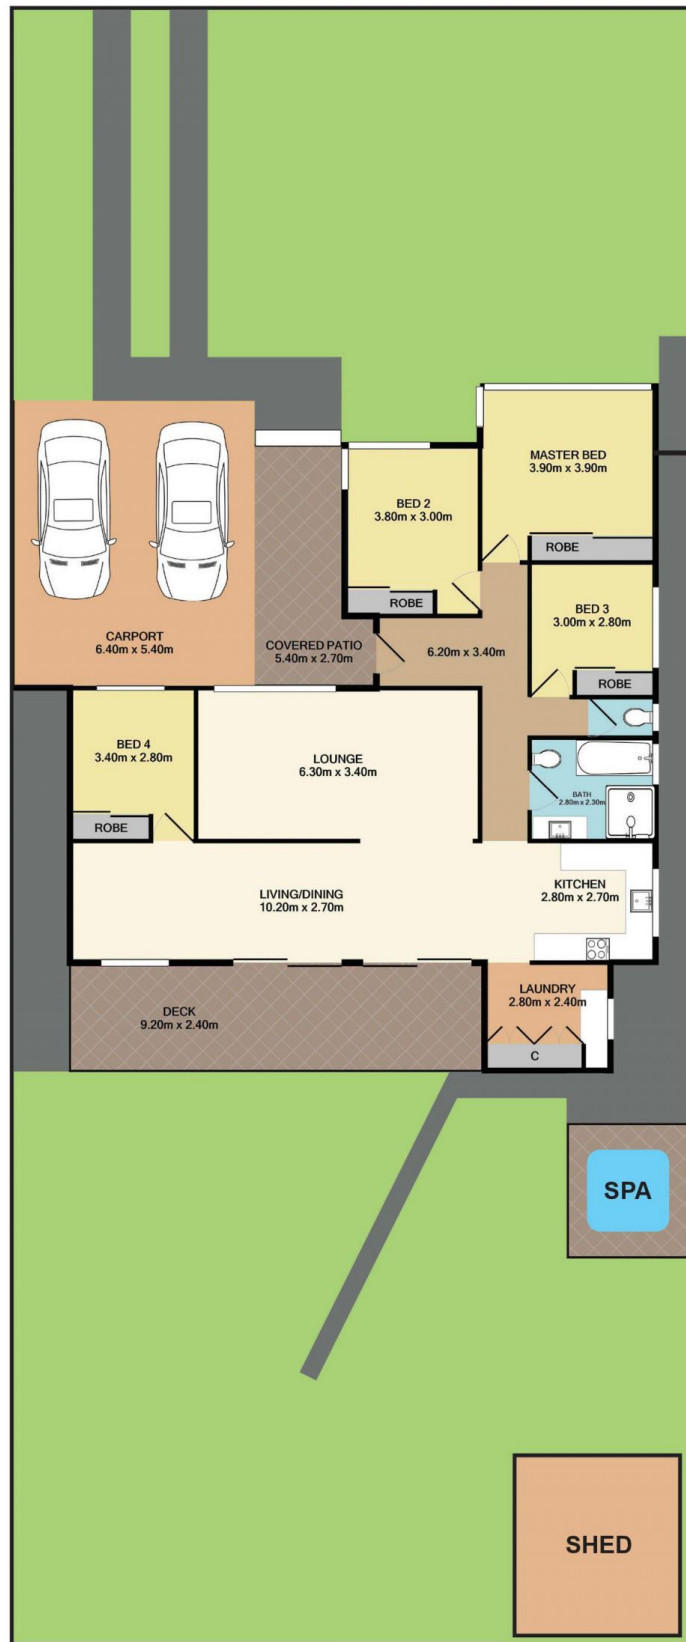 MASTER BED
3.90m x 3.90m
ROBE
BED 2
3.80m x 3.00m
ROBE
BED 3
3.00m x 2.80m
ROBE
CARPORT
6.40m x 5.40m
COVERED PATIO
5.40m x 2.70m
6.20m x 3.40m
BED 4
3.40m x 2.80m
ROBE
LOUNGE
6.30m x 3.40m
BATH
2.80m x 2.30m
LIVING/DINING
10.20m x 2.70m
KITCHEN
2.80m x 2.70m
DECK
9.20m x 2.40m
LAUNDRY
2.80m x 2.40m
C
SPA
SHED